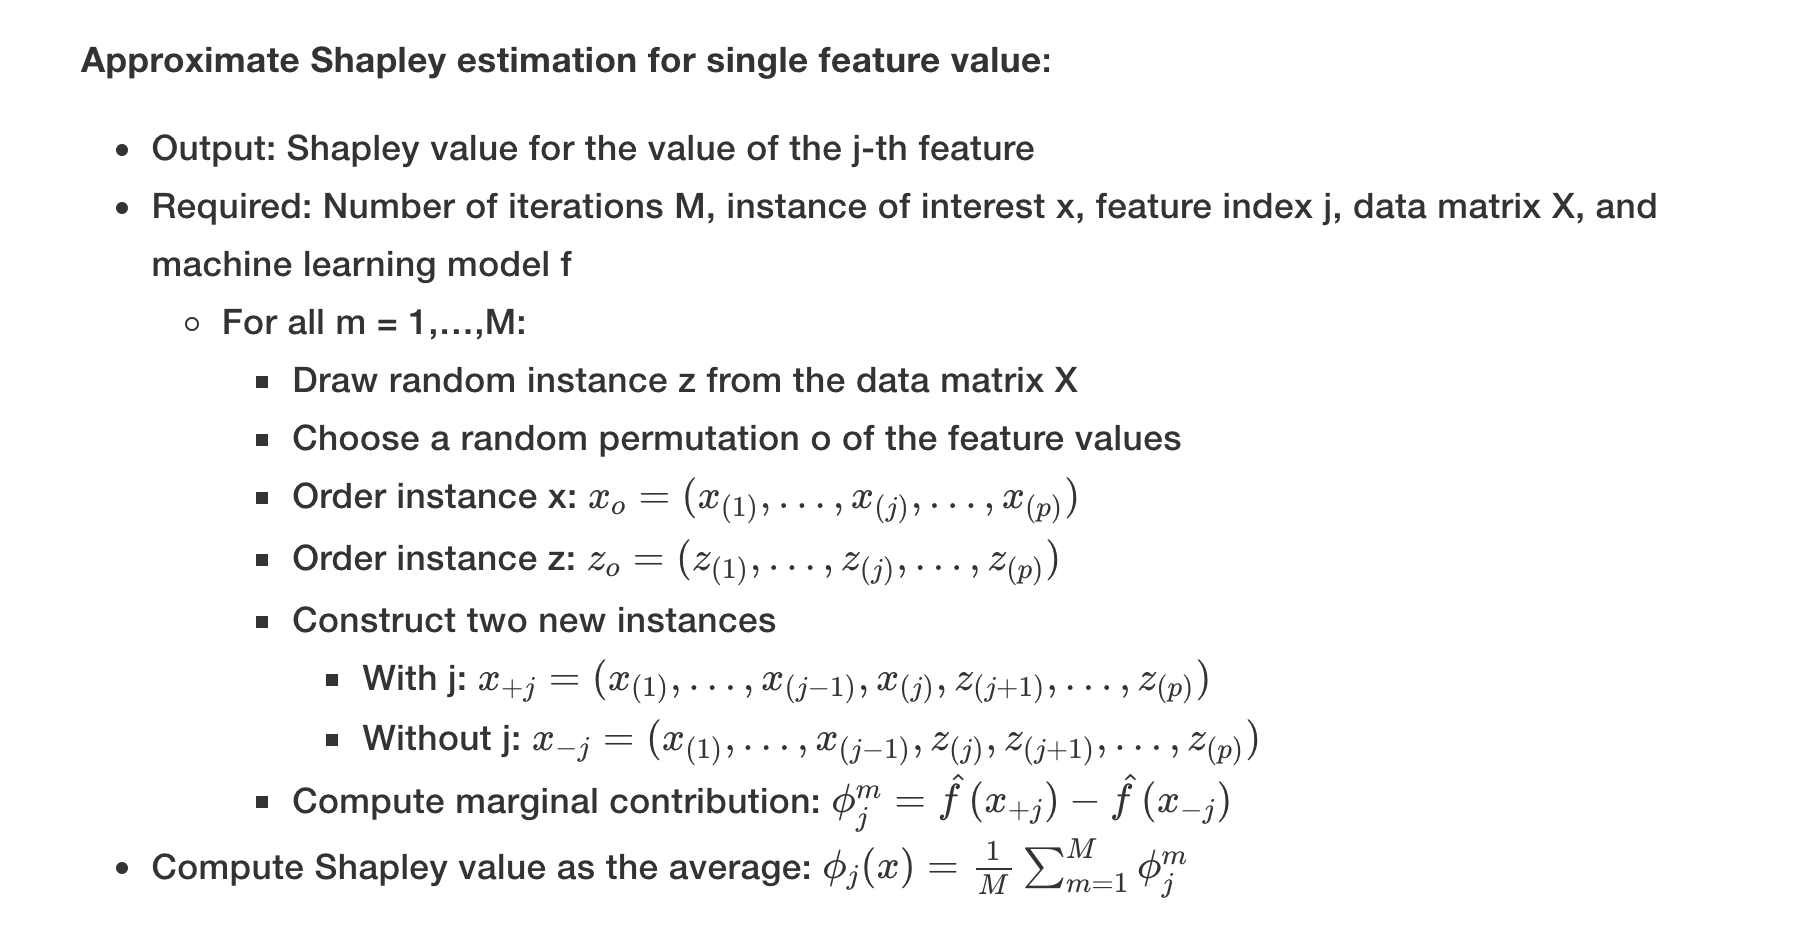 Approximate Shapley estimation for single feature value:
• Output: Shapley value for the value of the j-th feature
• Required: Number of iterations M, instance of interest x, feature index j, data matrix X, and
machine learning model f
○ For all m = 1,...,M:
▪ Draw random instance z from the data matrix X
▪ Choose a random permutation o of the feature values
▪ Order instance x: $x_o = (x_{(1)}, \ldots, x_{(j)}, \ldots, x_{(p)})$
▪ Order instance z: $z_o = (z_{(1)}, \ldots, z_{(j)}, \ldots, z_{(p)})$
▪ Construct two new instances
▪ With j: $x_{+j} = (x_{(1)}, \ldots, x_{(j-1)}, x_{(j)}, z_{(j+1)}, \ldots, z_{(p)})$
▪ Without j: $x_{-j} = (x_{(1)}, \ldots, x_{(j-1)}, z_{(j)}, z_{(j+1)}, \ldots, z_{(p)})$
▪ Compute marginal contribution: $\phi_j^m = \hat{f}(x_{+j}) - \hat{f}(x_{-j})$
• Compute Shapley value as the average: $\phi_j(x) = \frac{1}{M} \sum_{m=1}^{M} \phi_j^m$